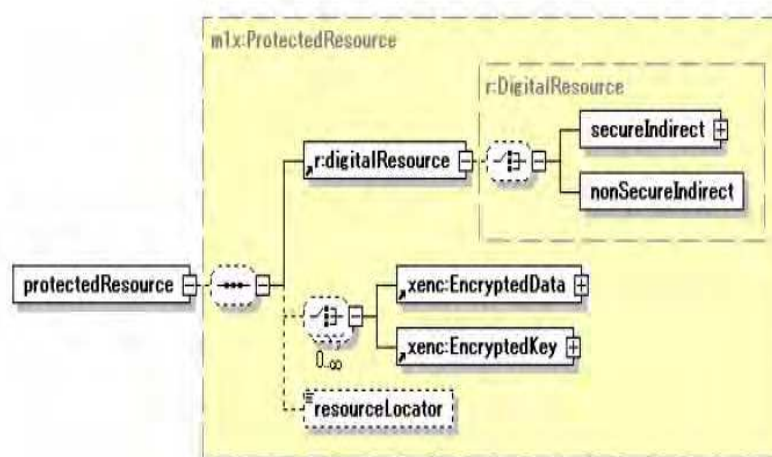 m1x:ProtectedResource
r:DigitalResource
secureIndirect
r:digitalResource
nonSecureIndirect
protectedResource
xenc:EncryptedData
xenc:EncryptedKey
0..∞
resourceLocator